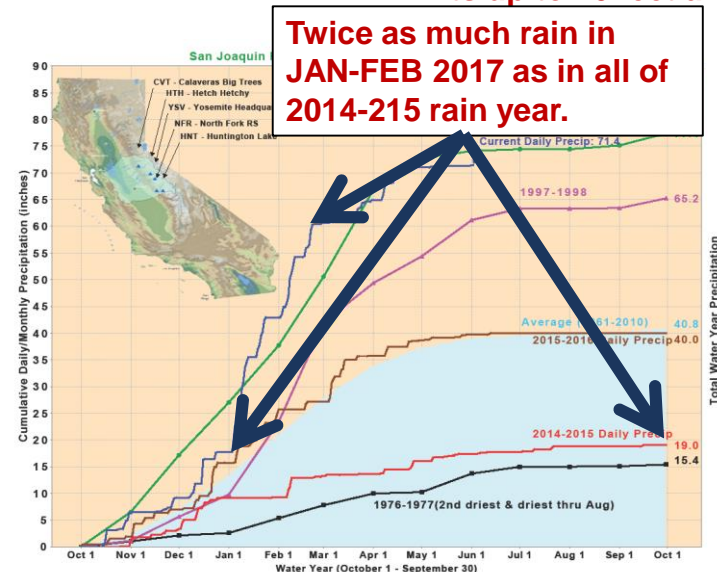 Twice as much rain in
JAN-FEB 2017 as in all of
2014-215 rain year.
San Joaquin
CVT - Calaveras Big Trees
HTH - Hetch Hetchy
YSV - Yosemite Headqua
NFR - North Fork RS
HNT - Huntington Lake
Current Daily Precip: 71.4
1997-1998
65.2
Average (1961-2010) 40.8
2015-2016 Daily Precip 40.0
2014-2015 Daily Precip
19.0
15.4
1976-1977(2nd driest & driest thru Aug)
Cumulative Daily/Monthly Precipitation (inches)
Total Water Year Precipitation
90
85
80
75
70
65
60
55
50
45
40
35
30
25
20
15
10
5
0
Oct 1 Nov 1 Dec 1 Jan 1 Feb 1 Mar 1 Apr 1 May 1 Jun 1 Jul 1 Aug 1 Sep 1 Oct 1
Water Year (October 1 - September 30)